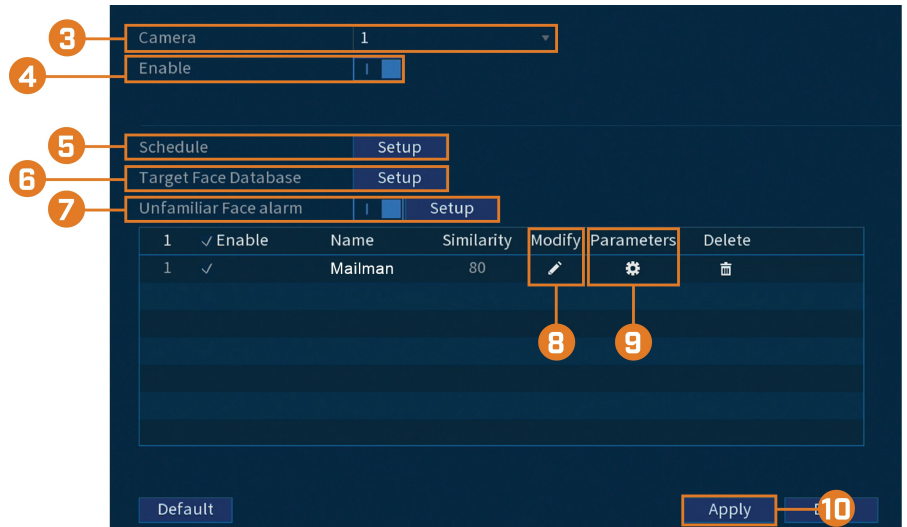 3 Camera 1
4 Enable
5 Schedule Setup
6 Target Face Database Setup
7 Unfamiliar Face alarm Setup
1 ✓ Enable Name Similarity Modify Parameters Delete
1 ✓ Mailman 80
8 9
Default Apply 10